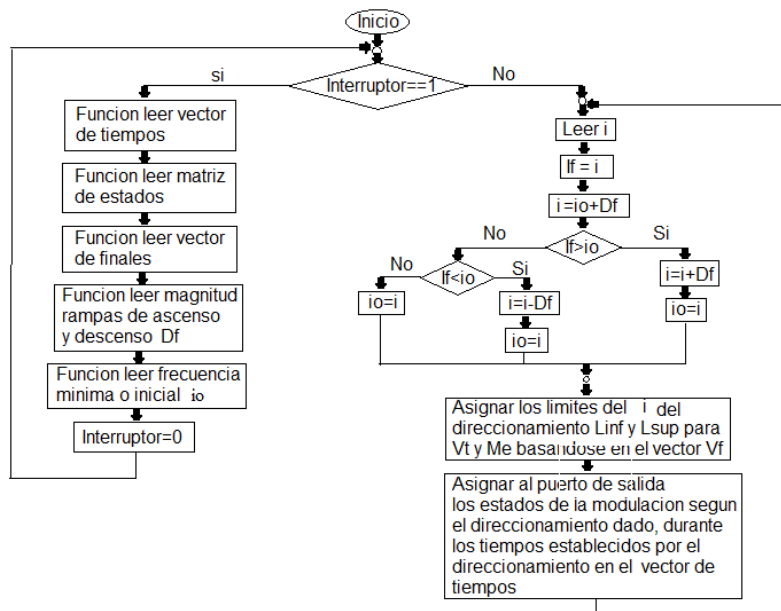 Inicio
Interruptor==1
si
No
Funcion leer vector
de tiempos
Funcion leer matriz
de estados
Funcion leer vector
de finales
Funcion leer magnitud
rampas de ascenso
y descenso Df
Funcion leer frecuencia
minima o inicial io
Interruptor=0
Leer i
If = i
i =io+Df
If>io
No
Si
If<io
No
Si
io=i
i=i-Df
io=i
i=i+Df
io=i
Asignar los limites del i del
direccionamiento Linf y Lsup para
Vt y Me basandose en el vector Vf
Asignar al puerto de salida
los estados de la modulacion segun
el direccionamiento dado, durante
los tiempos establecidos por el
direccionamiento en el vector de
tiempos